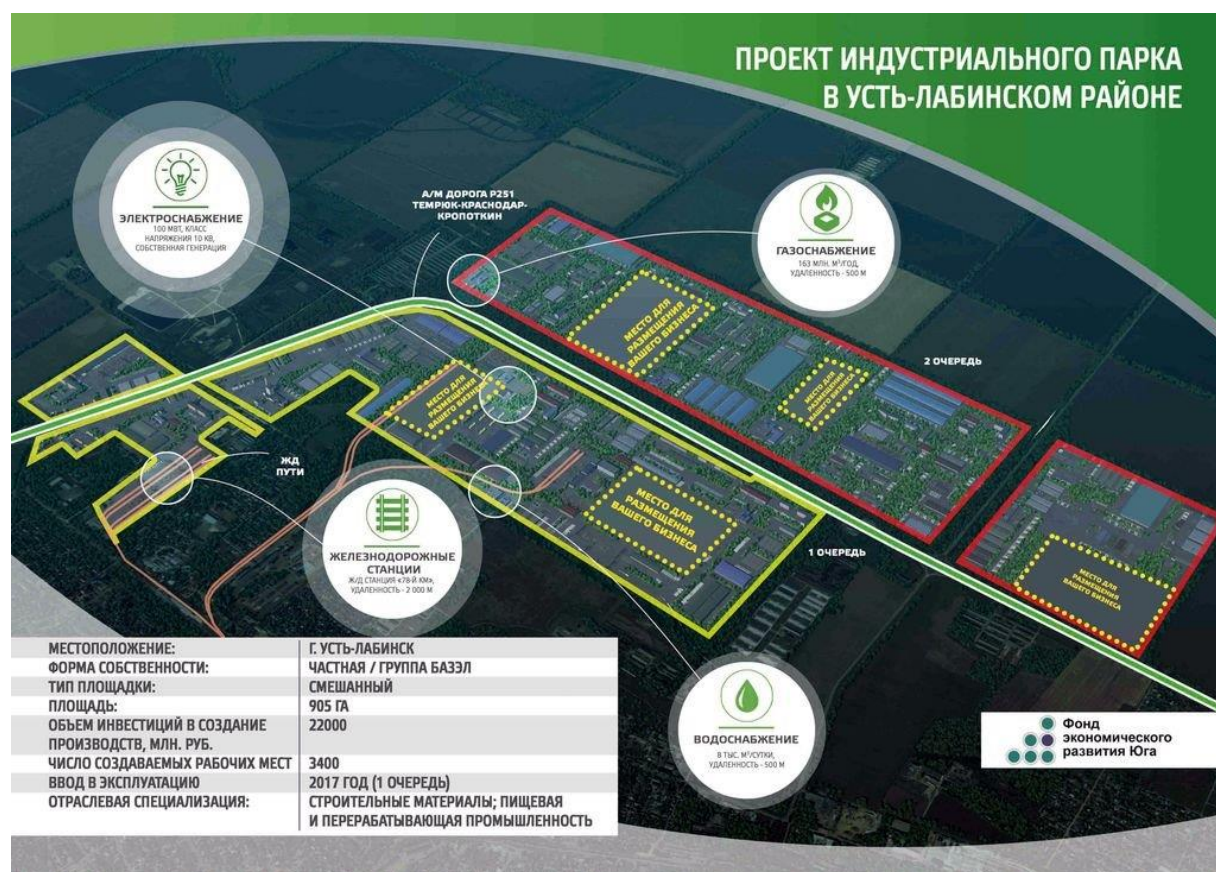 ПРОЕКТ ИНДУСТРИАЛЬНОГО ПАРКА
В УСТЬ-ЛАБИНСКОМ РАЙОНЕ
ЭЛЕКТРОСНАБЖЕНИЕ
100 МВТ, КЛАСС
НАПРЯЖЕНИЯ 10 КВ,
СОБСТВЕННАЯ ГЕНЕРАЦИЯ
А/М ДОРОГА Р251
ТЕМРЮК-КРАСНОДАР-
КРОПОТКИН
ГАЗОСНАБЖЕНИЕ
163 МЛН. М³/ГОД,
УДАЛЕННОСТЬ - 500 М
МЕСТО ДЛЯ
РАЗМЕЩЕНИЯ
ВАШЕГО БИЗНЕСА
2 ОЧЕРЕДЬ
МЕСТО ДЛЯ
РАЗМЕЩЕНИЯ
ВАШЕГО БИЗНЕСА
МЕСТО ДЛЯ
РАЗМЕЩЕНИЯ
ВАШЕГО БИЗНЕСА
ЖД
ПУТИ
МЕСТО ДЛЯ
РАЗМЕЩЕНИЯ
ВАШЕГО БИЗНЕСА
1 ОЧЕРЕДЬ
МЕСТО ДЛЯ
РАЗМЕЩЕНИЯ
ВАШЕГО БИЗНЕСА
ЖЕЛЕЗНОДОРОЖНЫЕ
СТАНЦИИ
Ж/Д СТАНЦИЯ «78-Й КМ»,
УДАЛЕННОСТЬ - 2 000 М
ВОДОСНАБЖЕНИЕ
8 ТЫС. М³/СУТКИ,
УДАЛЕННОСТЬ - 500 М
МЕСТОПОЛОЖЕНИЕ: Г. УСТЬ-ЛАБИНСК
ФОРМА СОБСТВЕННОСТИ: ЧАСТНАЯ / ГРУППА БАЗЭЛ
ТИП ПЛОЩАДКИ: СМЕШАННЫЙ
ПЛОЩАДЬ: 905 ГА
ОБЪЕМ ИНВЕСТИЦИЙ В СОЗДАНИЕ 22000
ПРОИЗВОДСТВ, МЛН. РУБ.
ЧИСЛО СОЗДАВАЕМЫХ РАБОЧИХ МЕСТ 3400
ВВОД В ЭКСПЛУАТАЦИЮ 2017 ГОД (1 ОЧЕРЕДЬ)
ОТРАСЛЕВАЯ СПЕЦИАЛИЗАЦИЯ: СТРОИТЕЛЬНЫЕ МАТЕРИАЛЫ; ПИЩЕВАЯ
И ПЕРЕРАБАТЫВАЮЩАЯ ПРОМЫШЛЕННОСТЬ
Фонд
экономического
развития Юга